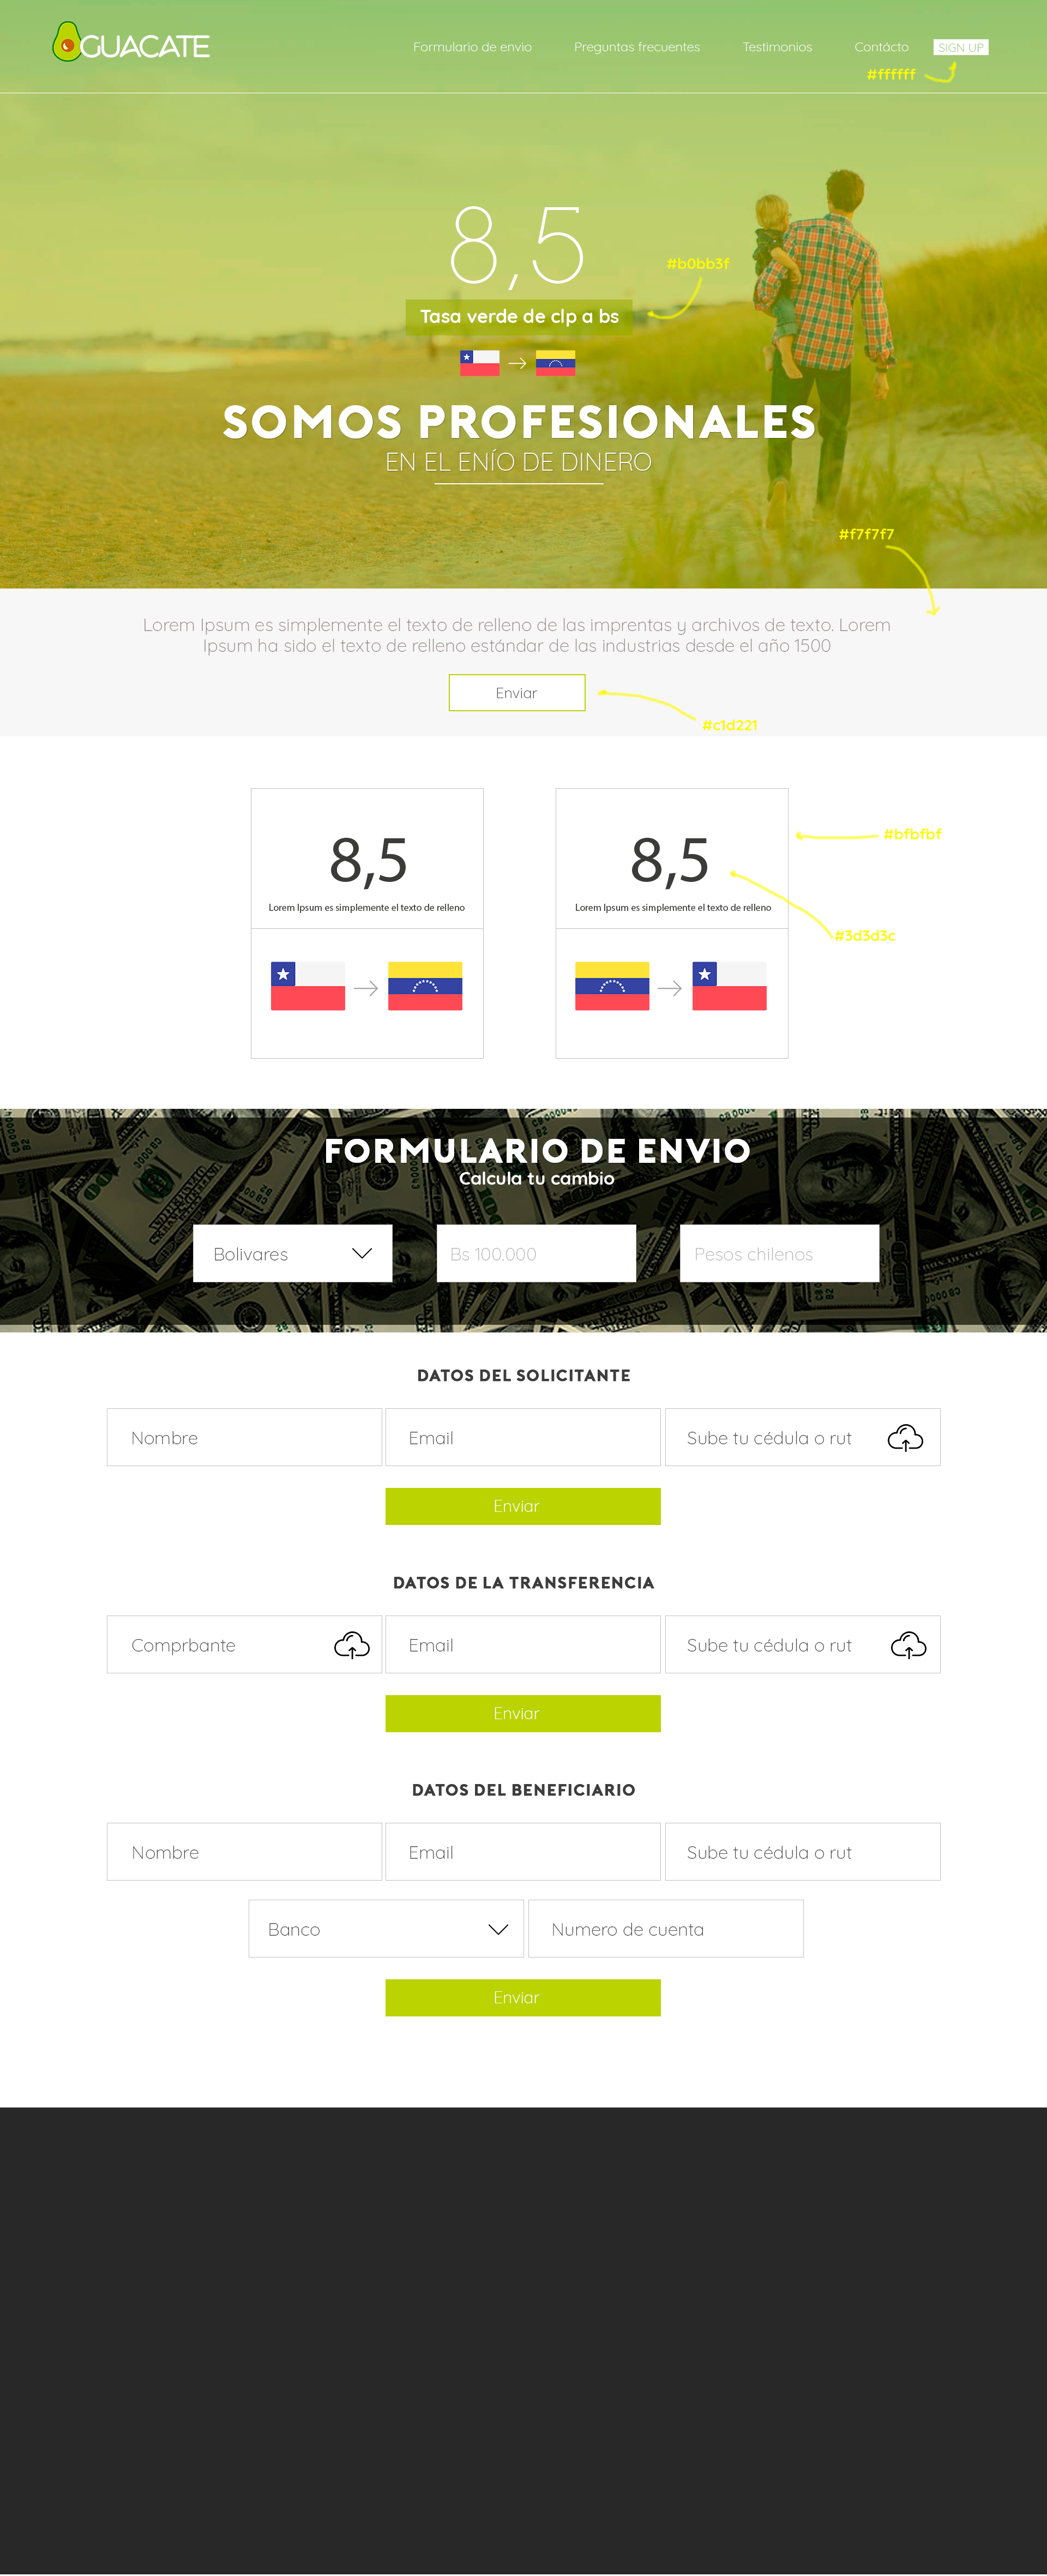 GUACATE
Formulario de envio Preguntas frecuentes Testimonios Contácto SIGN UP
#ffffff
8,5
#b0bb3f
Tasa verde de clp a bs
SOMOS PROFESIONALES
EN EL ENÍO DE DINERO
#f7f7f7
Lorem Ipsum es simplemente el texto de relleno de las imprentas y archivos de texto. Lorem
Ipsum ha sido el texto de relleno estándar de las industrias desde el año 1500
Enviar
#c1d221
8,5
Lorem Ipsum es simplemente el texto de relleno
8,5
Lorem Ipsum es simplemente el texto de relleno
#bfbfbf
#3d3d3c
FORMULARIO DE ENVIO
Calcula tu cambio
Bolivares
Bs 100.000
Pesos chilenos
DATOS DEL SOLICITANTE
Nombre
Email
Sube tu cédula o rut
Enviar
DATOS DE LA TRANSFERENCIA
Comprbante
Email
Sube tu cédula o rut
Enviar
DATOS DEL BENEFICIARIO
Nombre
Email
Sube tu cédula o rut
Banco
Numero de cuenta
Enviar